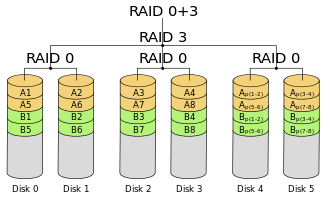 RAID 0+3
RAID 3
RAID 0 RAID 0 RAID 0
A1 A2 A3 A4 Ap(1-2) Ap(3-4)
A5 A6 A7 A8 Ap(5-6) Ap(7-8)
B1 B2 B3 B4 Bp(1-2) Bp(3-4)
B5 B6 B7 B8 Bp(5-6) Bp(7-8)
Disk 0 Disk 1 Disk 2 Disk 3 Disk 4 Disk 5